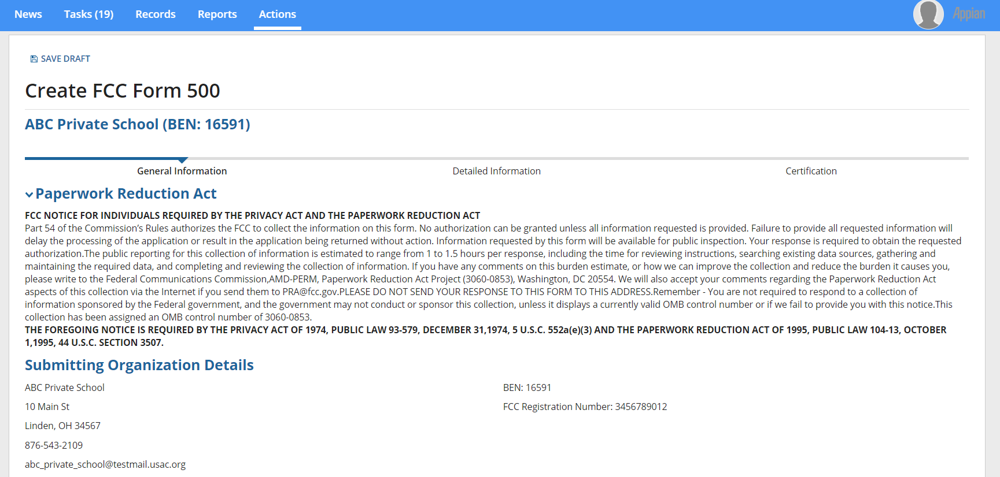 News Tasks (19) Records Reports Actions Appian
SAVE DRAFT
Create FCC Form 500
ABC Private School (BEN: 16591)
General Information Detailed Information Certification
Paperwork Reduction Act
FCC NOTICE FOR INDIVIDUALS REQUIRED BY THE PRIVACY ACT AND THE PAPERWORK REDUCTION ACT
Part 54 of the Commission’s Rules authorizes the FCC to collect the information on this form. No authorization can be granted unless all information requested is provided. Failure to provide all requested information will
delay the processing of the application or result in the application being returned without action. Information requested by this form will be available for public inspection. Your response is required to obtain the requested
authorization.The public reporting for this collection of information is estimated to range from 1 to 1.5 hours per response, including the time for reviewing instructions, searching existing data sources, gathering and
maintaining the required data, and completing and reviewing the collection of information. If you have any comments on this burden estimate, or how we can improve the collection and reduce the burden it causes you,
please write to the Federal Communications Commission,AMD-PERM, Paperwork Reduction Act Project (3060-0853), Washington, DC 20554. We will also accept your comments regarding the Paperwork Reduction Act
aspects of this collection via the Internet if you send them to PRA@fcc.gov.PLEASE DO NOT SEND YOUR RESPONSE TO THIS FORM TO THIS ADDRESS.Remember - You are not required to respond to a collection of
information sponsored by the Federal government, and the government may not conduct or sponsor this collection, unless it displays a currently valid OMB control number or if we fail to provide you with this notice.This
collection has been assigned an OMB control number of 3060-0853.
THE FOREGOING NOTICE IS REQUIRED BY THE PRIVACY ACT OF 1974, PUBLIC LAW 93-579, DECEMBER 31,1974, 5 U.S.C. 552a(e)(3) AND THE PAPERWORK REDUCTION ACT OF 1995, PUBLIC LAW 104-13, OCTOBER
1,1995, 44 U.S.C. SECTION 3507.
Submitting Organization Details
ABC Private School BEN: 16591
10 Main St FCC Registration Number: 3456789012
Linden, OH 34567
876-543-2109
abc_private_school@testmail.usac.org